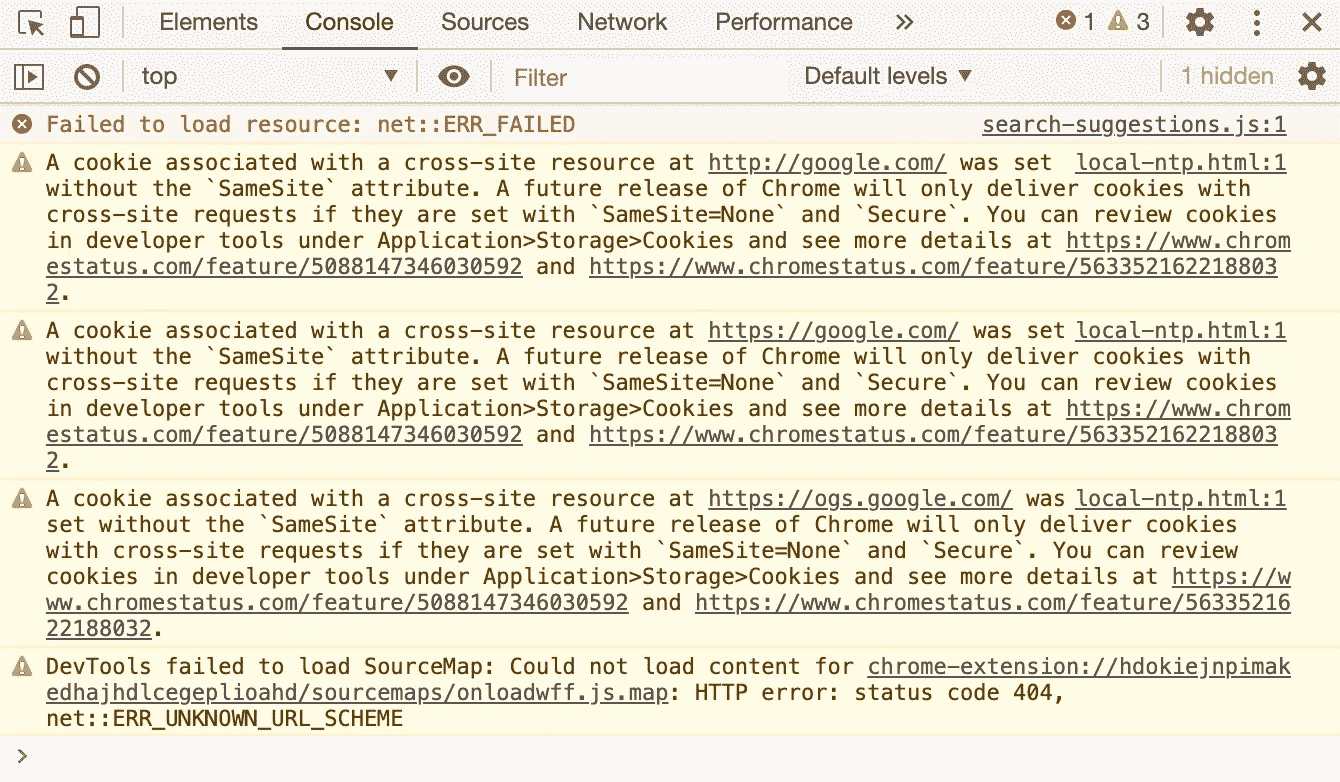 Elements Console Sources Network Performance » 1 3
top Filter Default levels 1 hidden
Failed to load resource: net::ERR_FAILED search-suggestions.js:1
A cookie associated with a cross-site resource at http://google.com/ was set local-ntp.html:1
without the `SameSite` attribute. A future release of Chrome will only deliver cookies with
cross-site requests if they are set with `SameSite=None` and `Secure`. You can review cookies
in developer tools under Application>Storage>Cookies and see more details at https://www.chrom
estatus.com/feature/5088147346030592 and https://www.chromestatus.com/feature/563352162218803
2.
A cookie associated with a cross-site resource at https://google.com/ was set local-ntp.html:1
without the `SameSite` attribute. A future release of Chrome will only deliver cookies with
cross-site requests if they are set with `SameSite=None` and `Secure`. You can review cookies
in developer tools under Application>Storage>Cookies and see more details at https://www.chrom
estatus.com/feature/5088147346030592 and https://www.chromestatus.com/feature/563352162218803
2.
A cookie associated with a cross-site resource at https://ogs.google.com/ was local-ntp.html:1
set without the `SameSite` attribute. A future release of Chrome will only deliver cookies
with cross-site requests if they are set with `SameSite=None` and `Secure`. You can review
cookies in developer tools under Application>Storage>Cookies and see more details at https://w
ww.chromestatus.com/feature/5088147346030592 and https://www.chromestatus.com/feature/56335216
22188032.
DevTools failed to load SourceMap: Could not load content for chrome-extension://hdokiejnpimak
edhajhdlcegeplioahd/sourcemaps/onloadwff.js.map: HTTP error: status code 404,
net::ERR_UNKNOWN_URL_SCHEME
>